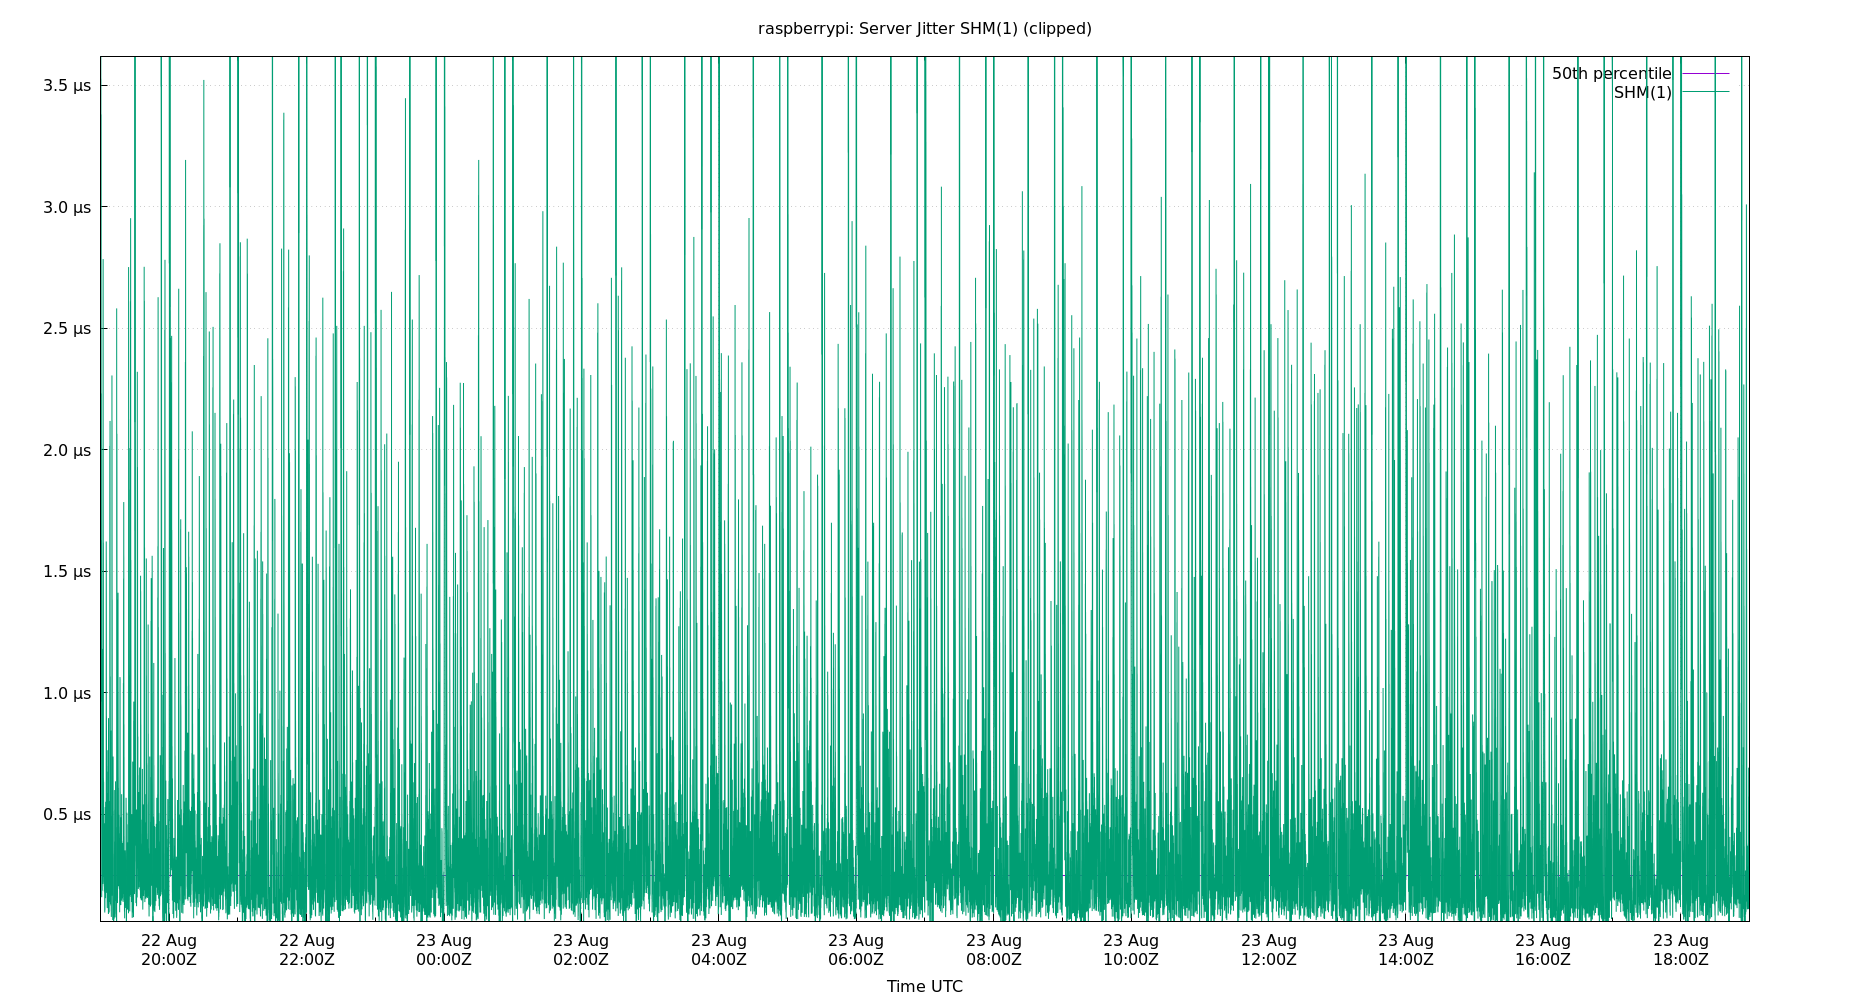 raspberrypi: Server Jitter SHM(1) (clipped)
50th percentile
SHM(1)
3.5 µs
3.0 µs
2.5 µs
2.0 µs
1.5 µs
1.0 µs
0.5 µs
22 Aug 22 Aug 23 Aug 23 Aug 23 Aug 23 Aug 23 Aug 23 Aug 23 Aug 23 Aug 23 Aug 23 Aug
20:00Z 22:00Z 00:00Z 02:00Z 04:00Z 06:00Z 08:00Z 10:00Z 12:00Z 14:00Z 16:00Z 18:00Z
Time UTC